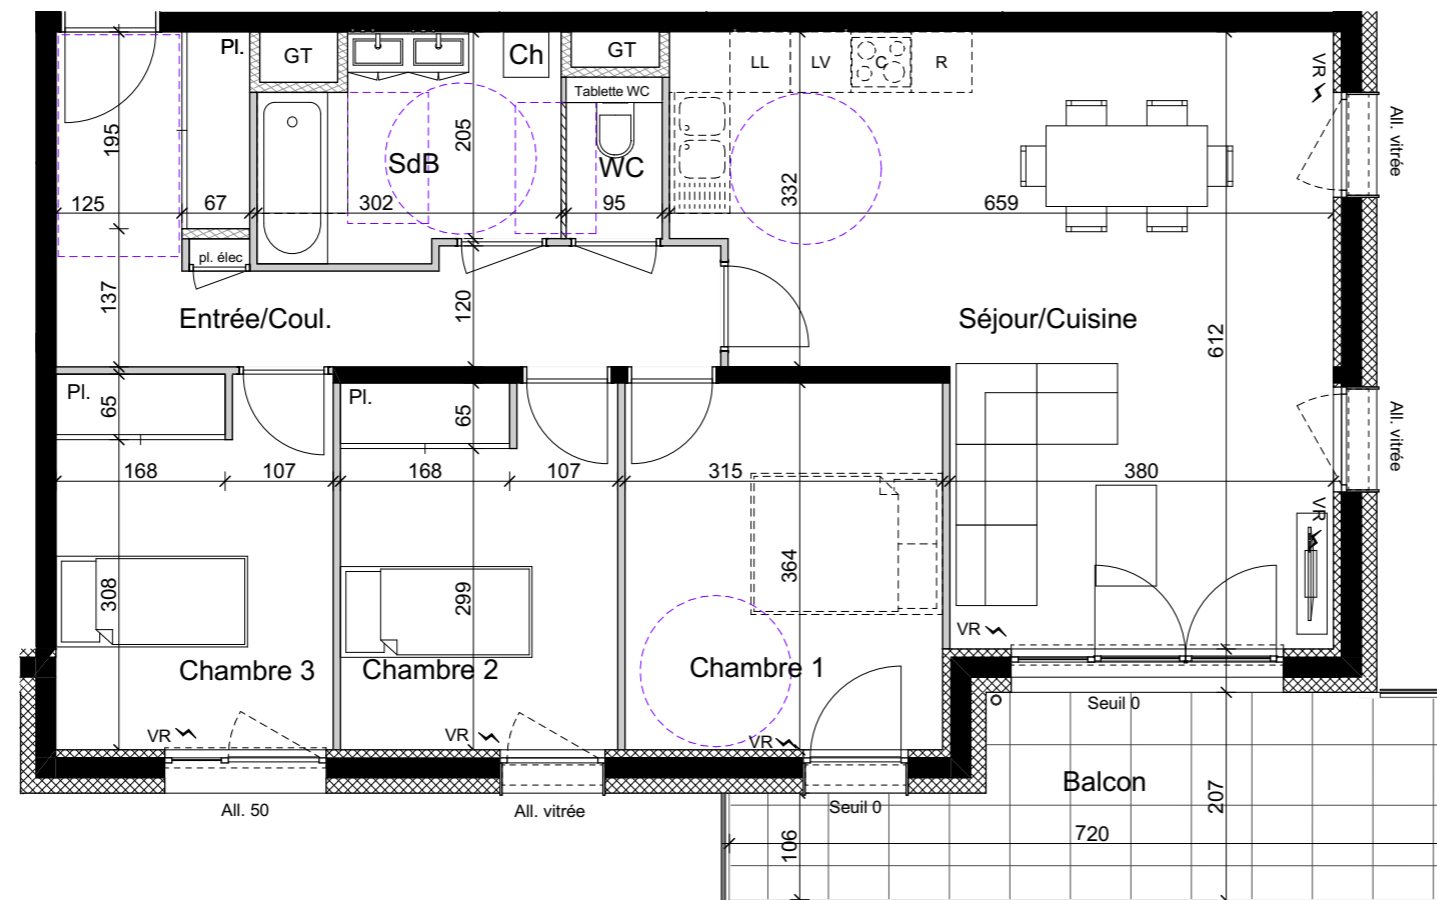 Pl.
GT
Ch
GT
LL
LV
C
R
VR
All. vitrée
Tablette WC
195
205
SdB
WC
332
125
67
302
95
659
pl. élec
137
120
Entrée/Coul.
Séjour/Cuisine
612
Pl.
65
Pl.
65
All. vitrée
168
107
168
107
315
380
VR
308
299
364
VR
Chambre 3
Chambre 2
Chambre 1
VR
VR
VR
Seuil 0
Balcon
All. 50
All. vitrée
Seuil 0
207
106
720